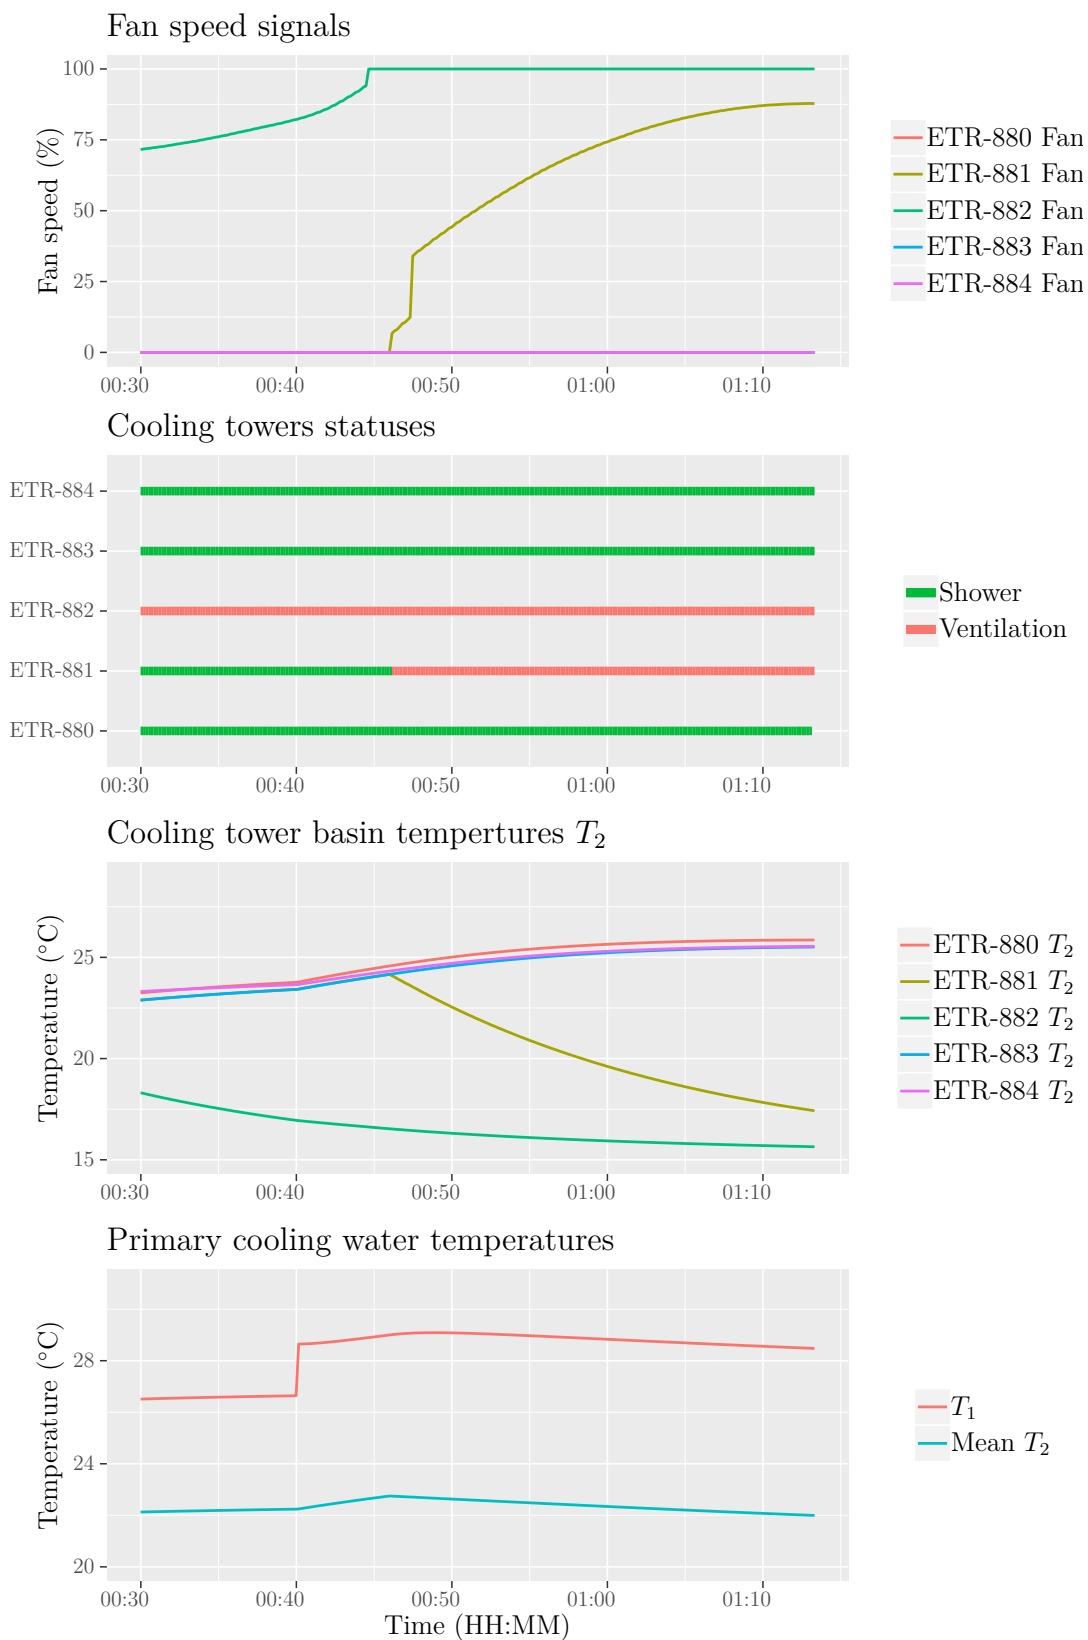 Fan speed signals
Fan speed (%)
100
75
50
25
0
00:30 00:40 00:50 01:00 01:10
ETR-880 Fan
ETR-881 Fan
ETR-882 Fan
ETR-883 Fan
ETR-884 Fan
Cooling towers statuses
ETR-884
ETR-883
ETR-882
ETR-881
ETR-880
00:30 00:40 00:50 01:00 01:10
Shower
Ventilation
Cooling tower basin tempertures T₂
Temperature (°C)
25
20
15
00:30 00:40 00:50 01:00 01:10
ETR-880 T₂
ETR-881 T₂
ETR-882 T₂
ETR-883 T₂
ETR-884 T₂
Primary cooling water temperatures
Temperature (°C)
28
24
20
00:30 00:40 00:50 01:00 01:10
Time (HH:MM)
T₁
Mean T₂